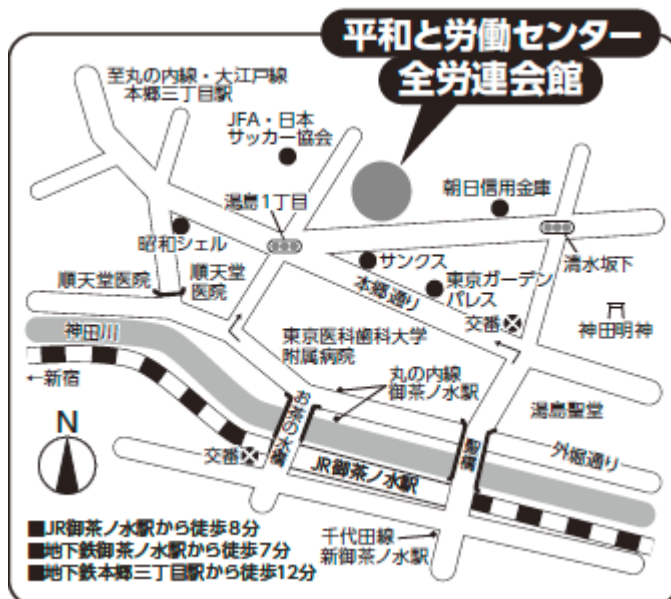 平和と労働センター
全労連会館
至丸の内線・大江戸線
本郷三丁目駅
JFA・日本
サッカー協会
朝日信用金庫
湯島1丁目
昭和シェル
サンクス
清水坂下
順天堂医院
順天堂
医院
本郷通り
東京ガーデン
パレス
交番
神田明神
神田川
東京医科歯科大学
附属病院
←新宿
丸の内線
御茶ノ水駅
湯島聖堂
お茶の水橋
聖橋
外堀通り
N
交番
JR御茶ノ水駅
千代田線
新御茶ノ水駅
■JR御茶ノ水駅から徒歩8分
■地下鉄御茶ノ水駅から徒歩7分
■地下鉄本郷三丁目駅から徒歩12分